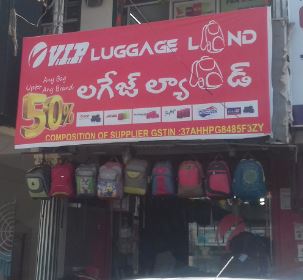 VIP LUGGAGE LAND
Any Bag
Upto Any Brand
50%
లగేజ్ ల్యాండ్
COMPOSITION OF SUPPLIER GSTIN :37AHHPG8485F3ZY